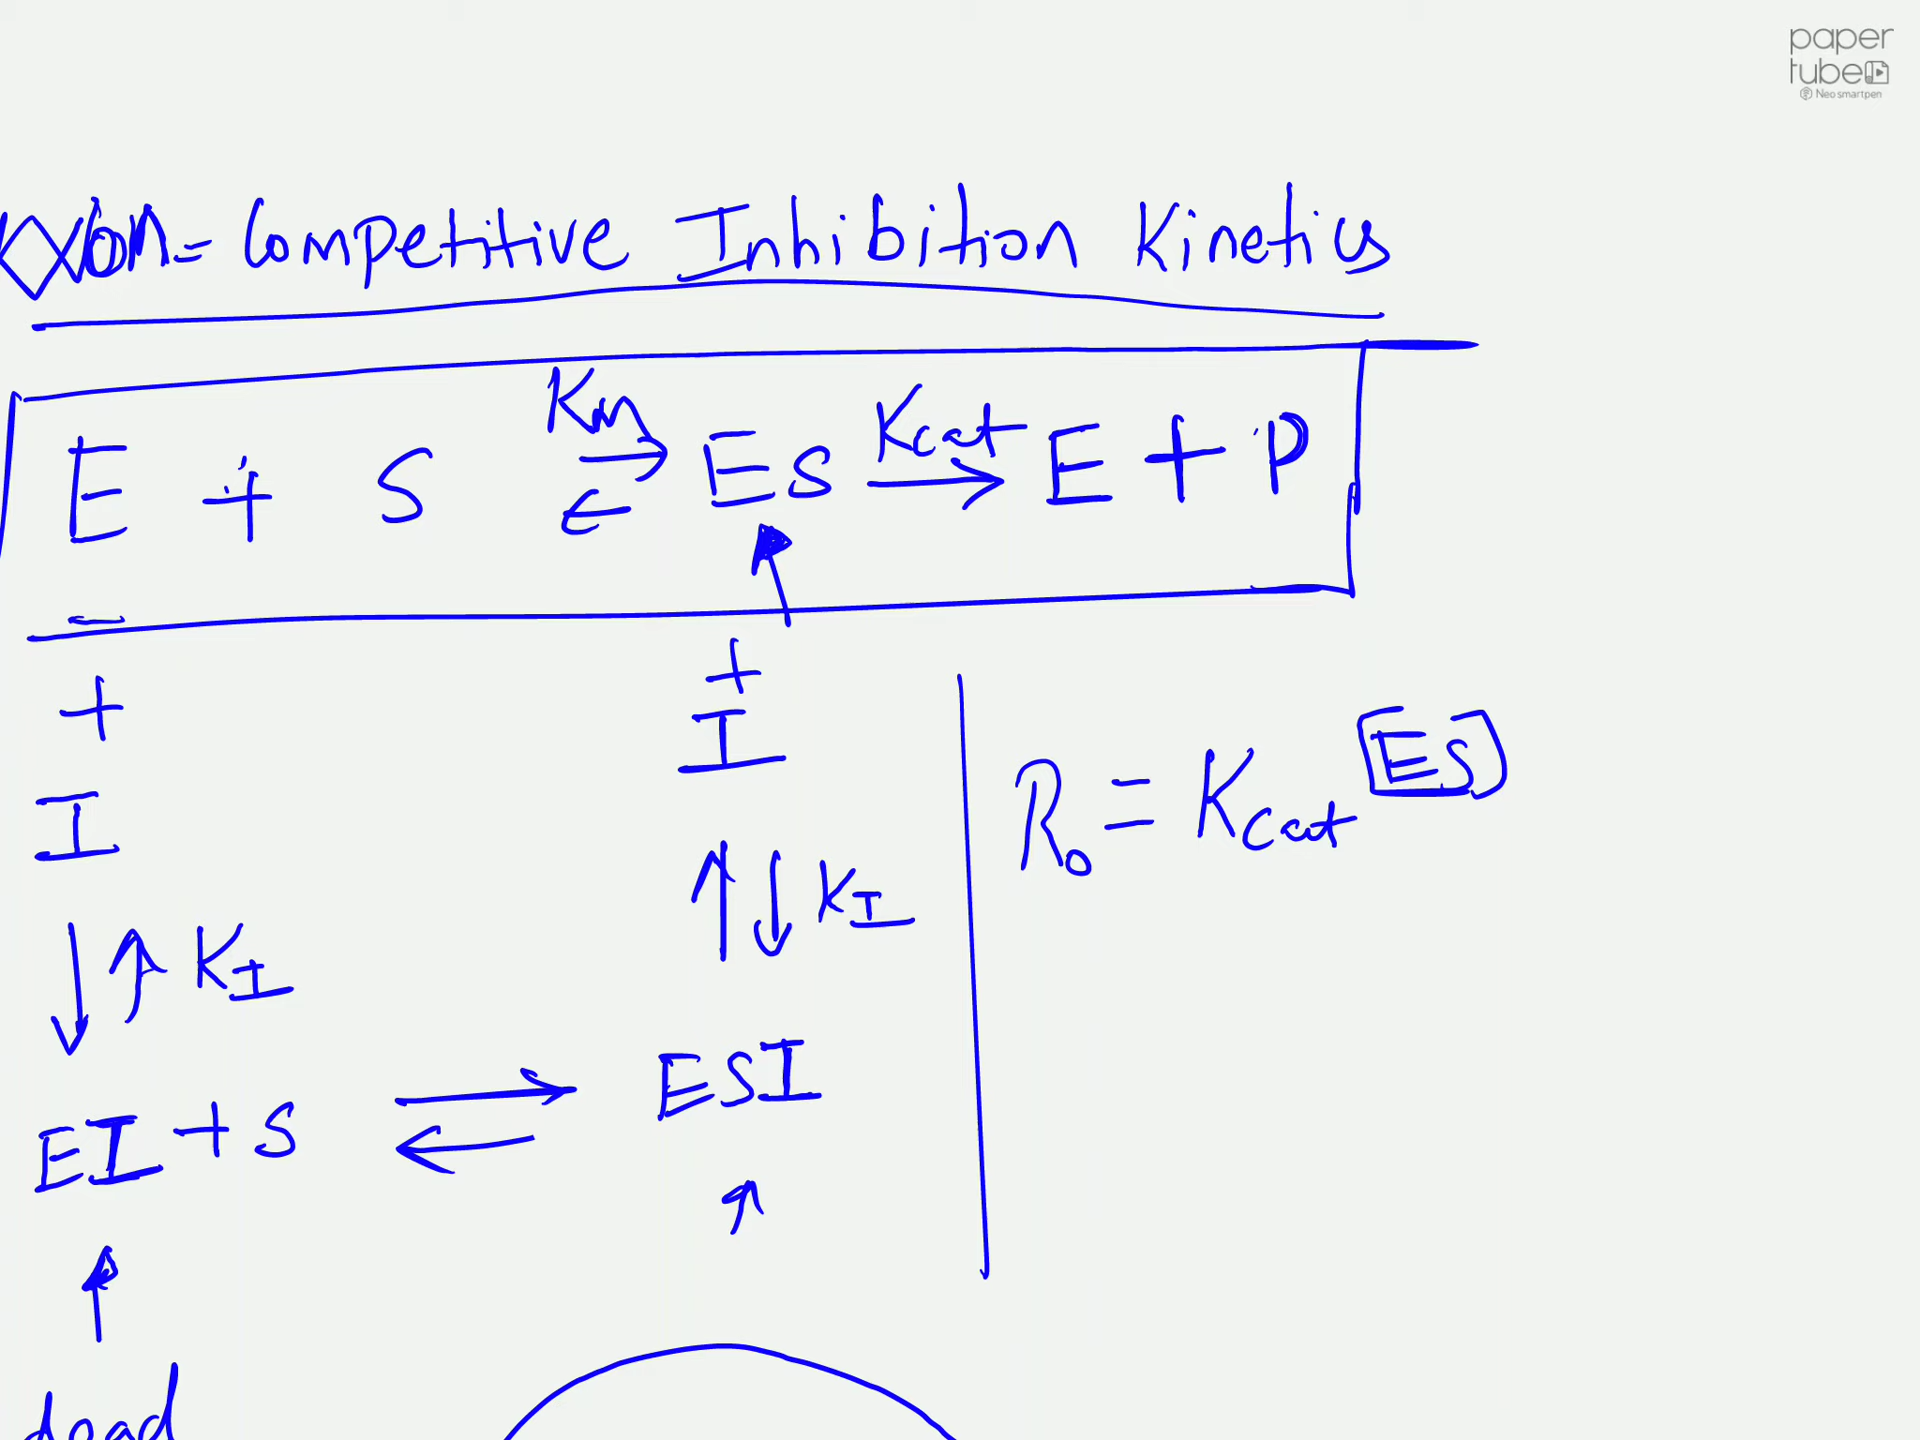 paper
tube
Neo smartpen
Non-Competitive Inhibition Kinetics
E + S ⇌ Km ES → Kcat E + P
+ +
I I
R₀ = Kcat [ES]
↓↑ KI ↑↓ KI
EI + S ⇌ ESI
dead